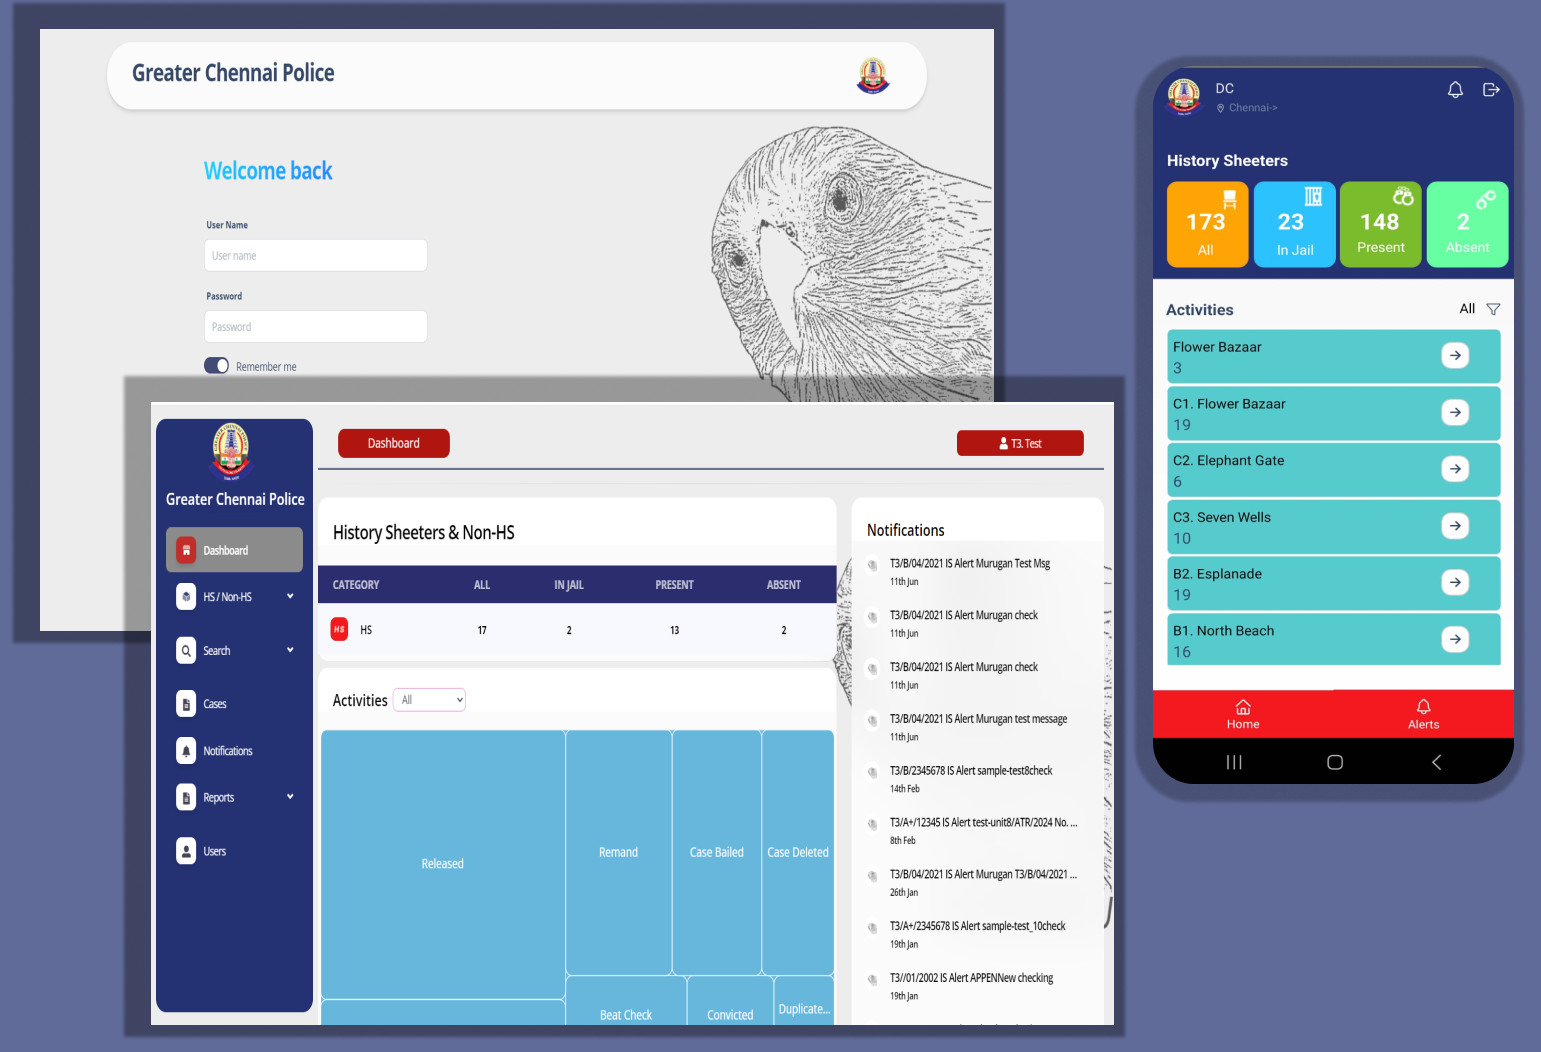 Greater Chennai Police
Welcome back
User Name
User name
Password
Password
Remember me
Greater Chennai Police
Dashboard
HS / Non-HS
Search
Cases
Notifications
Reports
Users
Dashboard
T3. Test
History Sheeters & Non-HS
CATEGORY ALL IN JAIL PRESENT ABSENT
HS HS 17 2 13 2
Activities All
Released
Remand
Case Bailed
Case Deleted
Beat Check
Convicted
Duplicate...
Notifications
T3/B/04/2021 IS Alert Murugan Test Msg
11th Jun
T3/B/04/2021 IS Alert Murugan check
11th Jun
T3/B/04/2021 IS Alert Murugan check
11th Jun
T3/B/04/2021 IS Alert Murugan test message
11th Jun
T3/B/2345678 IS Alert sample-test8check
14th Feb
T3/A+/12345 IS Alert test-unit8/ATR/2024 No. ...
8th Feb
T3/B/04/2021 IS Alert Murugan T3/B/04/2021 ...
26th Jan
T3/A+/2345678 IS Alert sample-test_10check
19th Jan
T3//01/2002 IS Alert APPENNew checking
19th Jan
DC
Chennai->
History Sheeters
173
All
23
In Jail
148
Present
2
Absent
Activities
All
Flower Bazaar
3
C1. Flower Bazaar
19
C2. Elephant Gate
6
C3. Seven Wells
10
B2. Esplanade
19
B1. North Beach
16
Home
Alerts